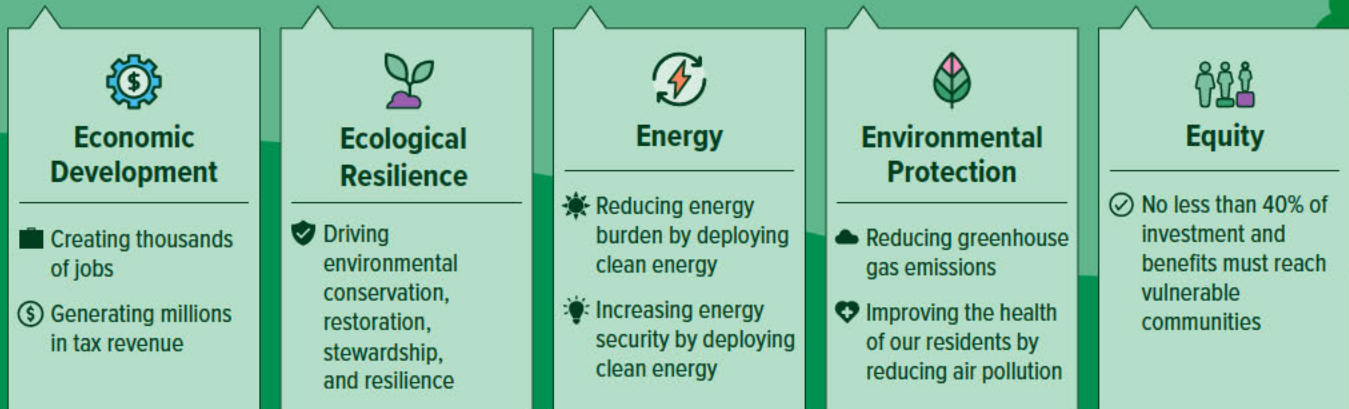 Economic
Development
Creating thousands
of jobs
$ Generating millions
in tax revenue
Ecological
Resilience
Driving
environmental
conservation,
restoration,
stewardship,
and resilience
Energy
Reducing energy
burden by deploying
clean energy
Increasing energy
security by deploying
clean energy
Environmental
Protection
Reducing greenhouse
gas emissions
Improving the health
of our residents by
reducing air pollution
Equity
No less than 40% of
investment and
benefits must reach
vulnerable
communities